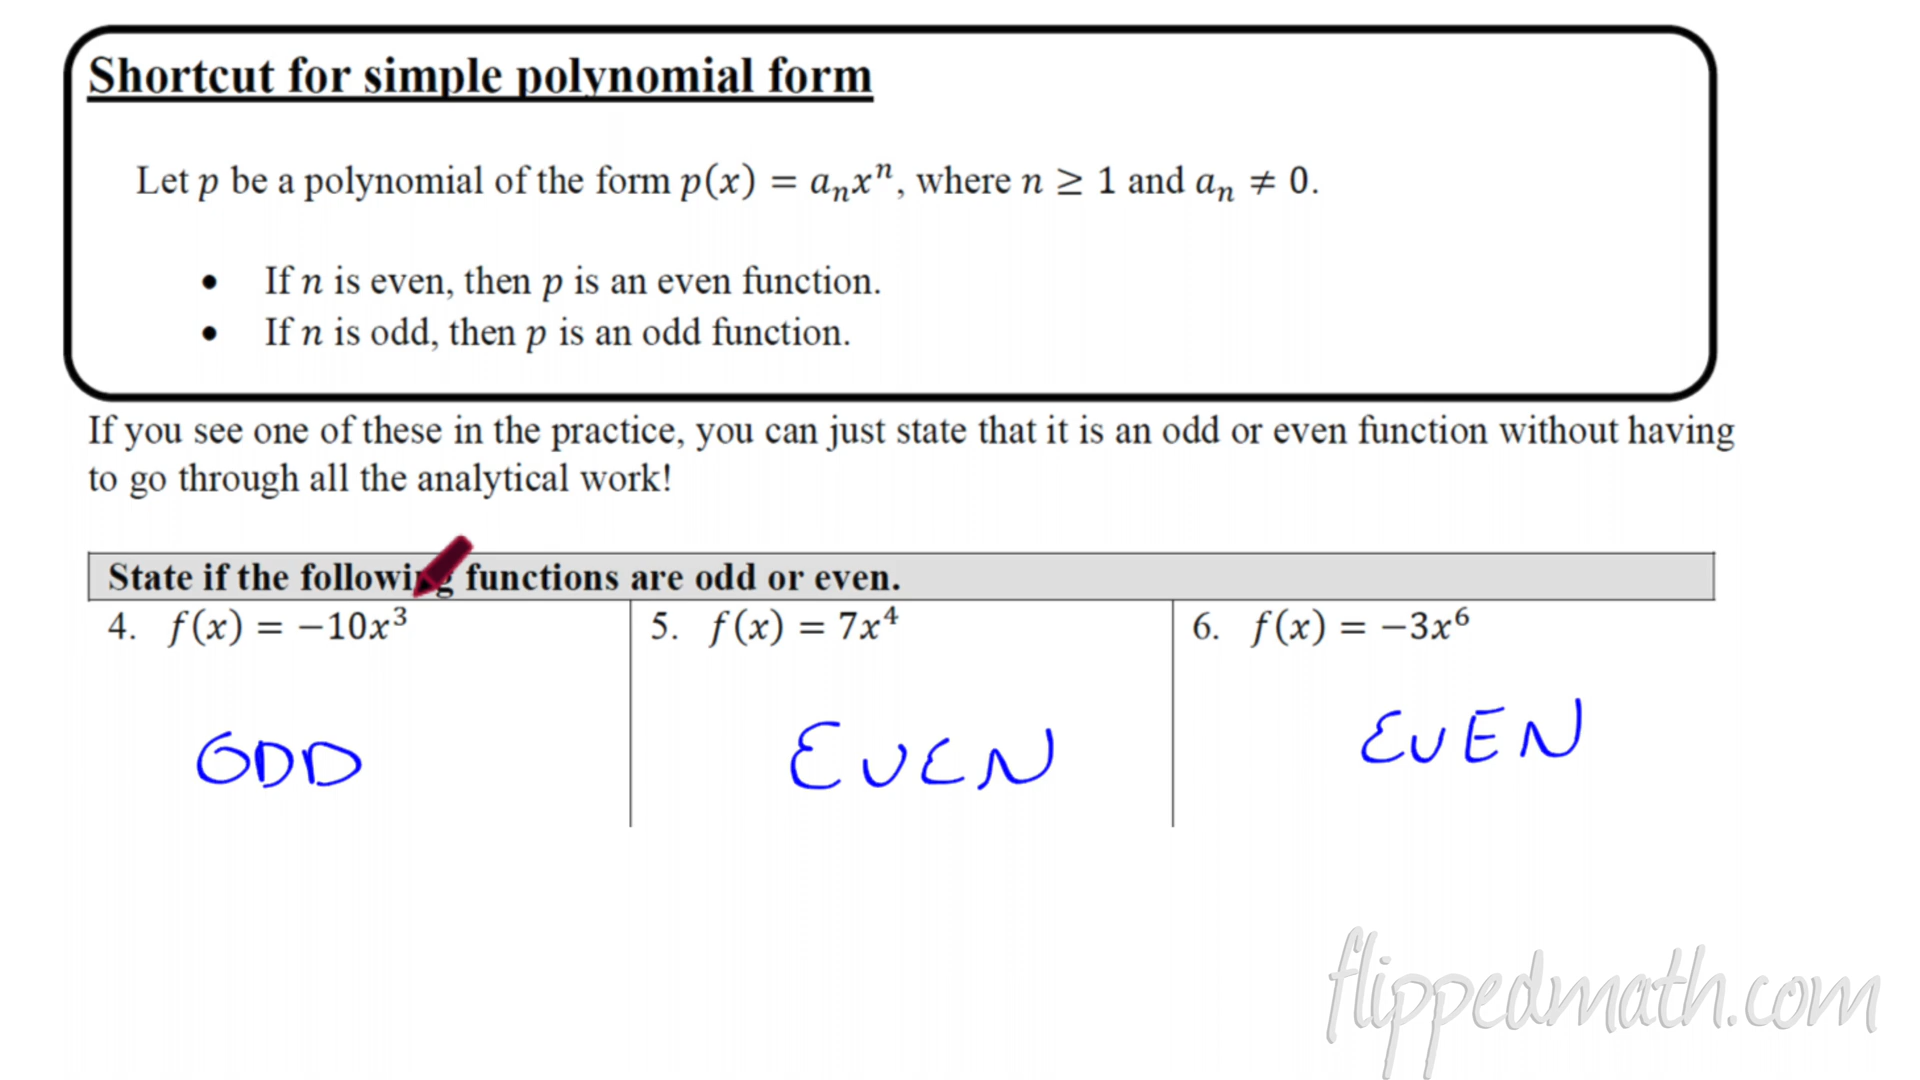 Shortcut for simple polynomial form
Let p be a polynomial of the form p(x) = aₙxⁿ, where n ≥ 1 and aₙ ≠ 0.
• If n is even, then p is an even function.
• If n is odd, then p is an odd function.
If you see one of these in the practice, you can just state that it is an odd or even function without having
to go through all the analytical work!
State if the following functions are odd or even.
4. f(x) = −10x³
ODD
5. f(x) = 7x⁴
EVEN
6. f(x) = −3x⁶
EVEN
flippedmath.com